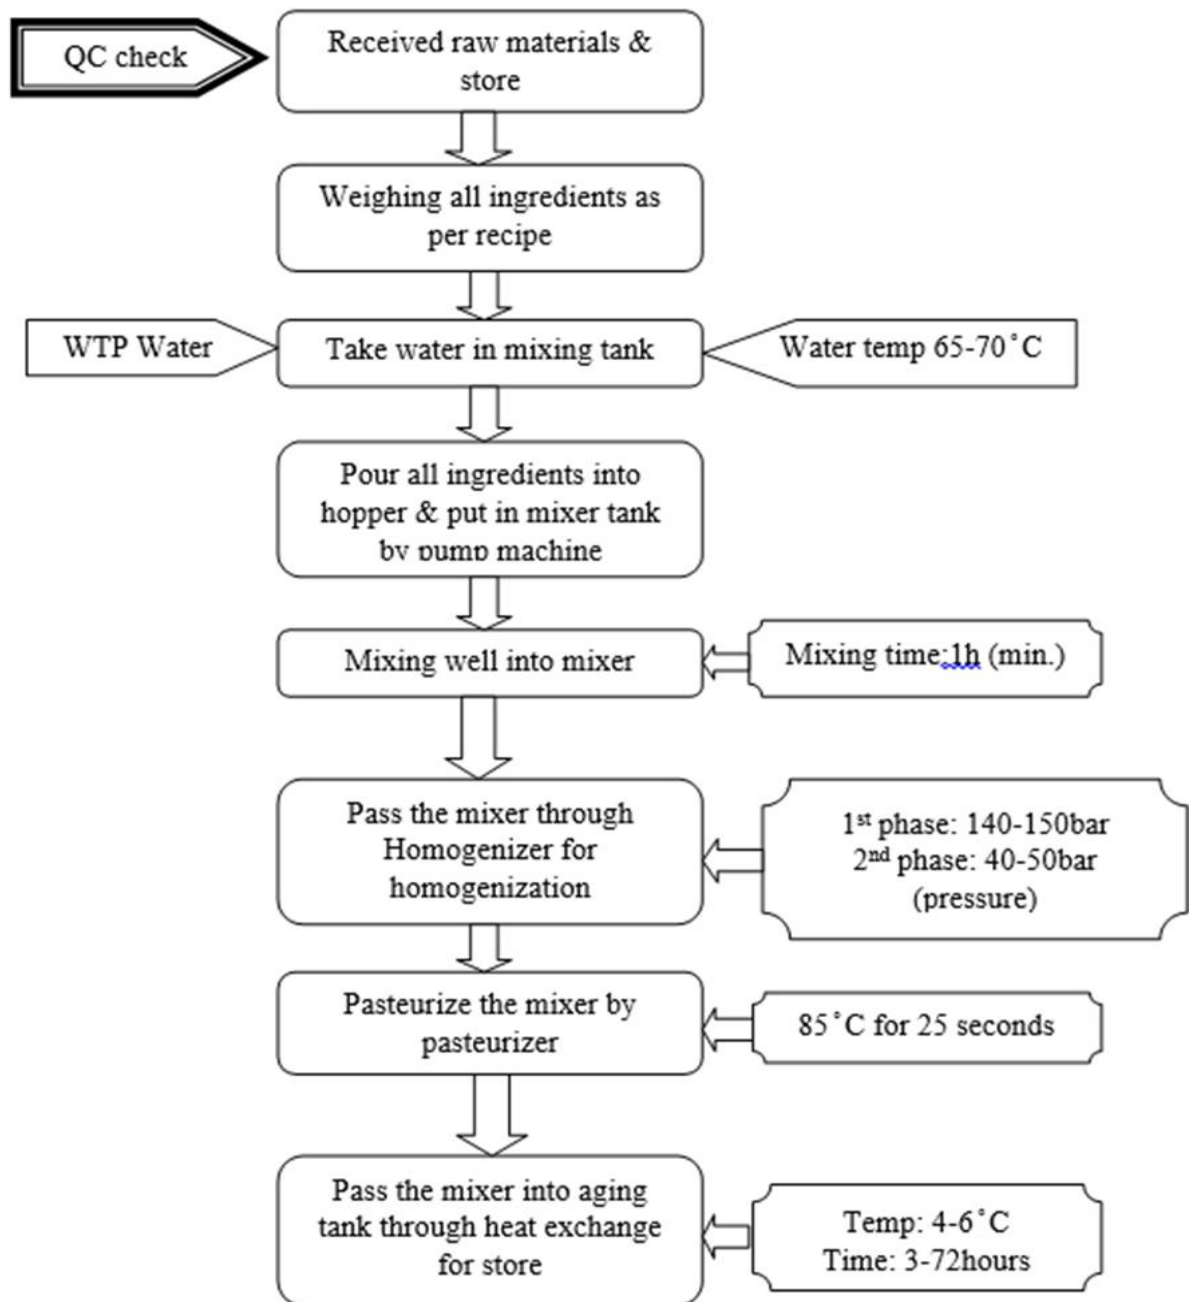 QC check
Received raw materials &
store
Weighing all ingredients as
per recipe
WTP Water
Take water in mixing tank
Water temp 65-70˚C
Pour all ingredients into
hopper & put in mixer tank
by pump machine
Mixing well into mixer
Mixing time:1h (min.)
Pass the mixer through
Homogenizer for
homogenization
1st phase: 140-150bar
2nd phase: 40-50bar
(pressure)
Pasteurize the mixer by
pasteurizer
85˚C for 25 seconds
Pass the mixer into aging
tank through heat exchange
for store
Temp: 4-6˚C
Time: 3-72hours